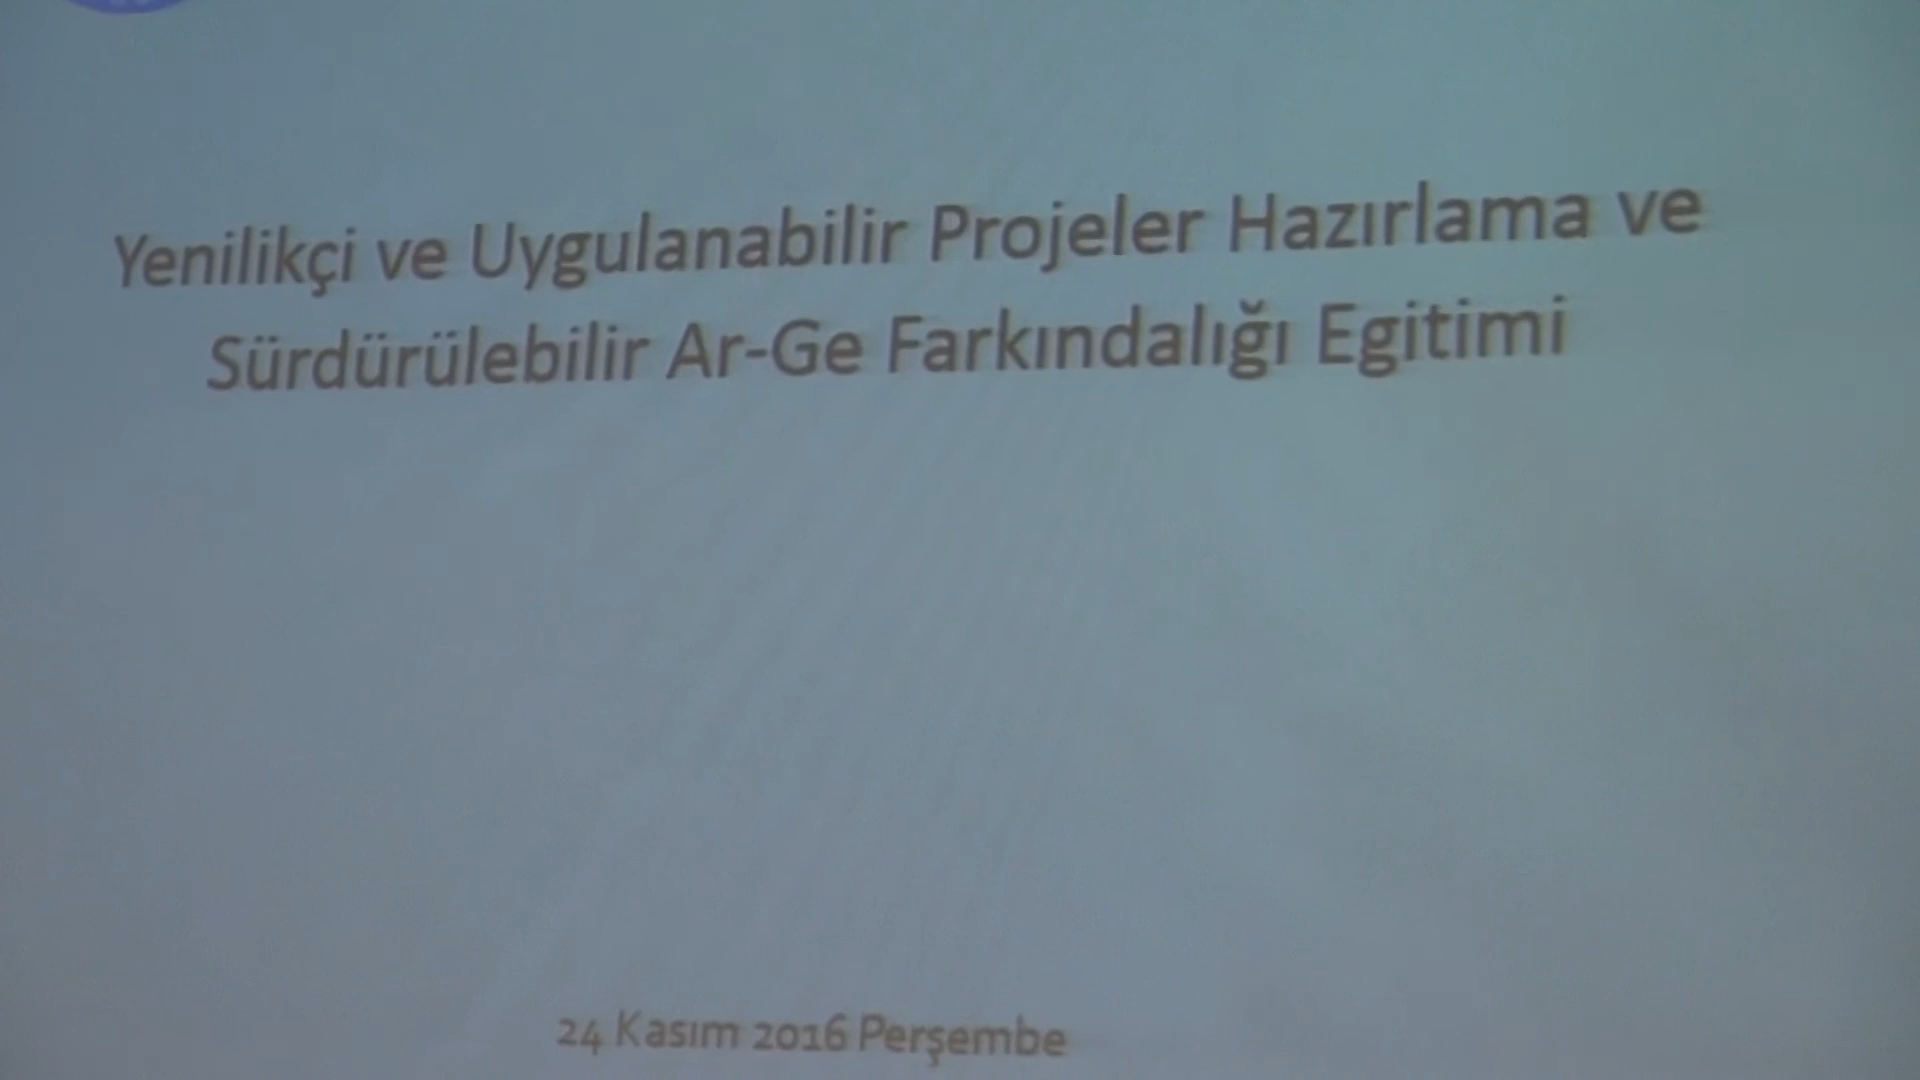 Yenilikçi ve Uygulanabilir Projeler Hazırlama ve
Sürdürülebilir Ar-Ge Farkındalığı Egitimi
24 Kasım 2016 Perşembe